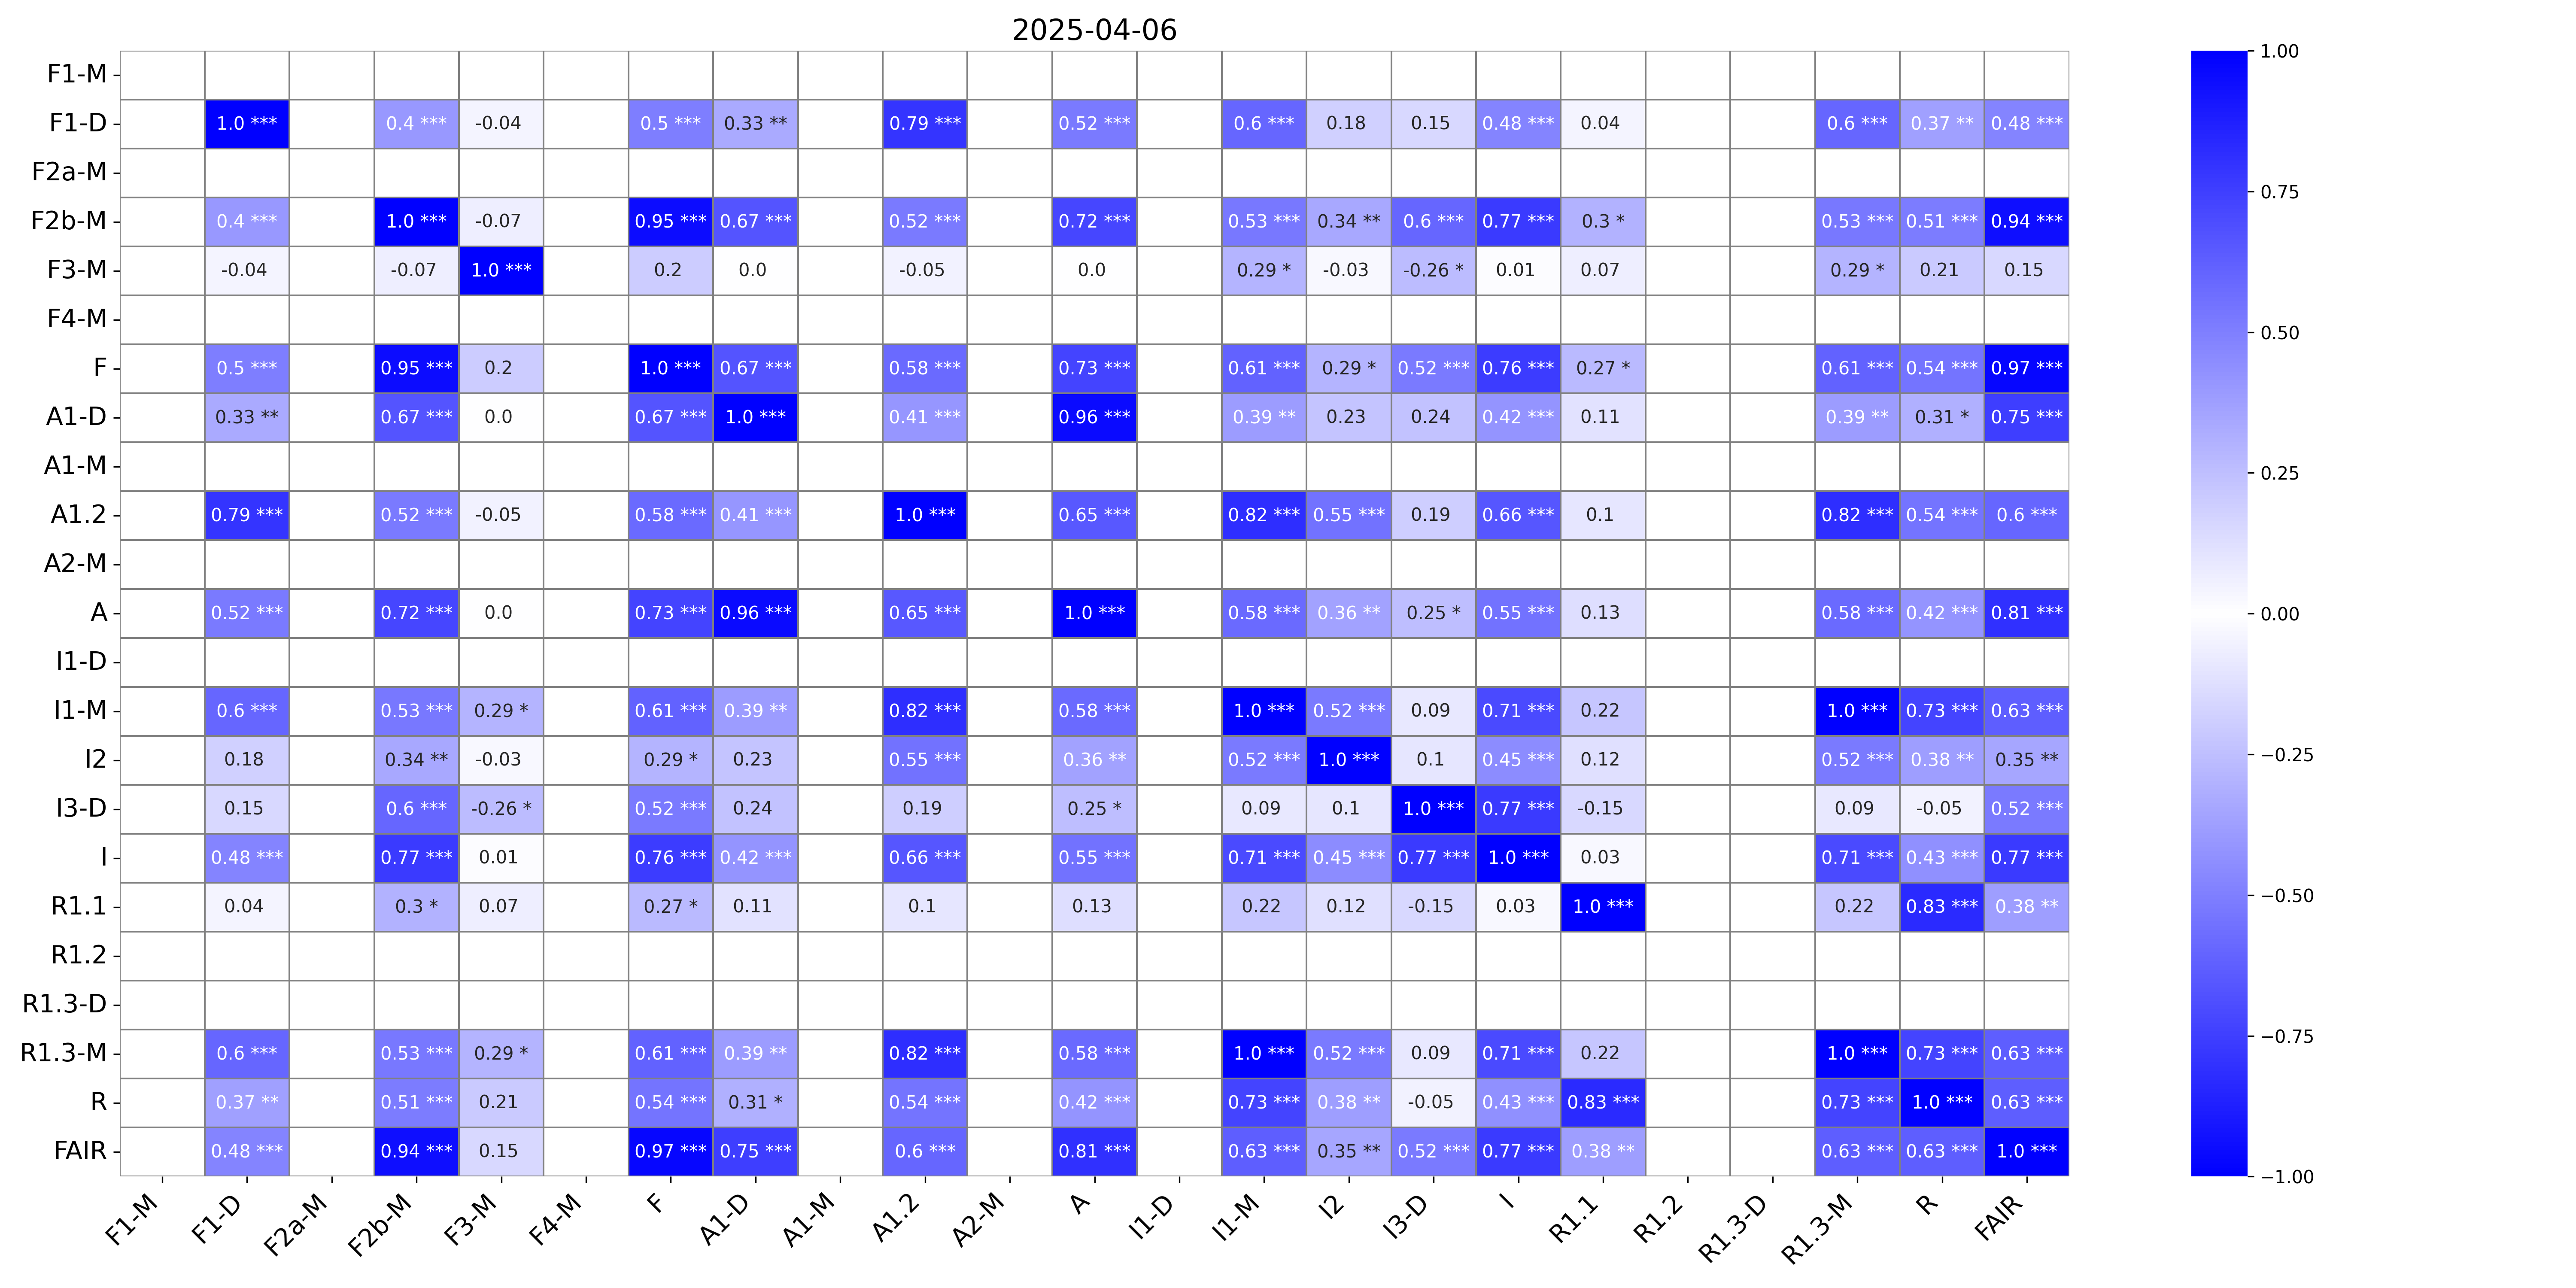 2025-04-06
F1-M
F1-D 1.0 *** 0.4 *** -0.04 0.5 *** 0.33 ** 0.79 *** 0.52 *** 0.6 *** 0.18 0.15 0.48 *** 0.04 0.6 *** 0.37 ** 0.48 ***
F2a-M
F2b-M 0.4 *** 1.0 *** -0.07 0.95 *** 0.67 *** 0.52 *** 0.72 *** 0.53 *** 0.34 ** 0.6 *** 0.77 *** 0.3 * 0.53 *** 0.51 *** 0.94 ***
F3-M -0.04 -0.07 1.0 *** 0.2 0.0 -0.05 0.0 0.29 * -0.03 -0.26 * 0.01 0.07 0.29 * 0.21 0.15
F4-M
F 0.5 *** 0.95 *** 0.2 1.0 *** 0.67 *** 0.58 *** 0.73 *** 0.61 *** 0.29 * 0.52 *** 0.76 *** 0.27 * 0.61 *** 0.54 *** 0.97 ***
A1-D 0.33 ** 0.67 *** 0.0 0.67 *** 1.0 *** 0.41 *** 0.96 *** 0.39 ** 0.23 0.24 0.42 *** 0.11 0.39 ** 0.31 * 0.75 ***
A1-M
A1.2 0.79 *** 0.52 *** -0.05 0.58 *** 0.41 *** 1.0 *** 0.65 *** 0.82 *** 0.55 *** 0.19 0.66 *** 0.1 0.82 *** 0.54 *** 0.6 ***
A2-M
A 0.52 *** 0.72 *** 0.0 0.73 *** 0.96 *** 0.65 *** 1.0 *** 0.58 *** 0.36 ** 0.25 * 0.55 *** 0.13 0.58 *** 0.42 *** 0.81 ***
I1-D
I1-M 0.6 *** 0.53 *** 0.29 * 0.61 *** 0.39 ** 0.82 *** 0.58 *** 1.0 *** 0.52 *** 0.09 0.71 *** 0.22 1.0 *** 0.73 *** 0.63 ***
I2 0.18 0.34 ** -0.03 0.29 * 0.23 0.55 *** 0.36 ** 0.52 *** 1.0 *** 0.1 0.45 *** 0.12 0.52 *** 0.38 ** 0.35 **
I3-D 0.15 0.6 *** -0.26 * 0.52 *** 0.24 0.19 0.25 * 0.09 0.1 1.0 *** 0.77 *** -0.15 0.09 -0.05 0.52 ***
I 0.48 *** 0.77 *** 0.01 0.76 *** 0.42 *** 0.66 *** 0.55 *** 0.71 *** 0.45 *** 0.77 *** 1.0 *** 0.03 0.71 *** 0.43 *** 0.77 ***
R1.1 0.04 0.3 * 0.07 0.27 * 0.11 0.1 0.13 0.22 0.12 -0.15 0.03 1.0 *** 0.22 0.83 *** 0.38 **
R1.2
R1.3-D
R1.3-M 0.6 *** 0.53 *** 0.29 * 0.61 *** 0.39 ** 0.82 *** 0.58 *** 1.0 *** 0.52 *** 0.09 0.71 *** 0.22 1.0 *** 0.73 *** 0.63 ***
R 0.37 ** 0.51 *** 0.21 0.54 *** 0.31 * 0.54 *** 0.42 *** 0.73 *** 0.38 ** -0.05 0.43 *** 0.83 *** 0.73 *** 1.0 *** 0.63 ***
FAIR 0.48 *** 0.94 *** 0.15 0.97 *** 0.75 *** 0.6 *** 0.81 *** 0.63 *** 0.35 ** 0.52 *** 0.77 *** 0.38 ** 0.63 *** 0.63 *** 1.0 ***
F1-M F1-D F2a-M F2b-M F3-M F4-M F A1-D A1-M A1.2 A2-M A I1-D I1-M I2 I3-D I R1.1 R1.2 R1.3-D R1.3-M R FAIR
1.00
0.75
0.50
0.25
0.00
−0.25
−0.50
−0.75
−1.00